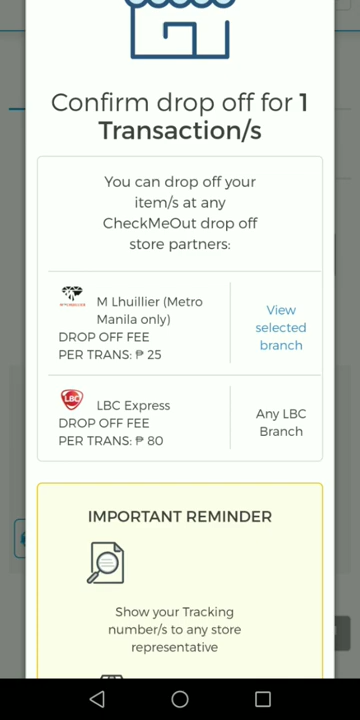 Confirm drop off for 1
Transaction/s
You can drop off your
item/s at any
CheckMeOut drop off
store partners:
M Lhuillier (Metro
Manila only)
DROP OFF FEE
PER TRANS: ₱ 25
View
selected
branch
LBC
LBC Express
DROP OFF FEE
PER TRANS: ₱ 80
Any LBC
Branch
IMPORTANT REMINDER
Show your Tracking
number/s to any store
representative